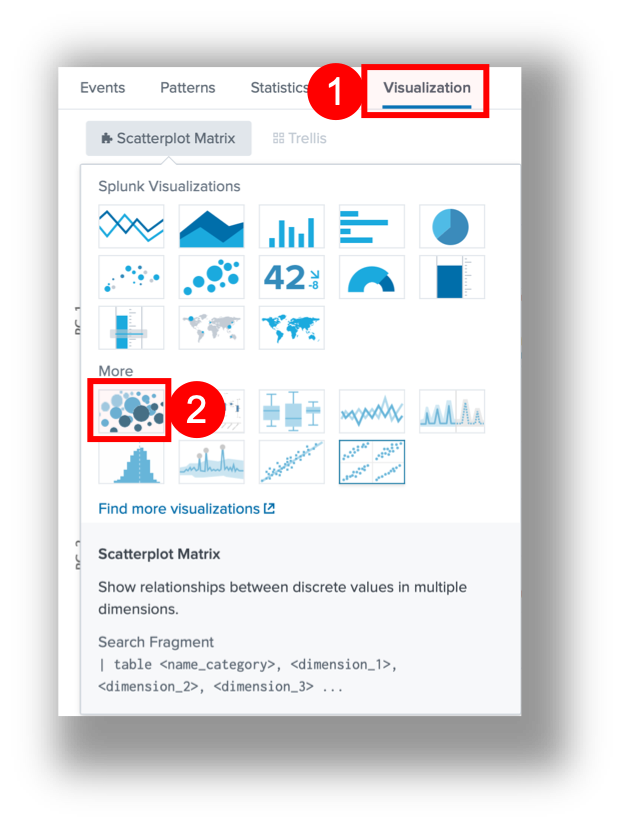 Events Patterns Statistics 1 Visualization
Scatterplot Matrix Trellis
Splunk Visualizations
42 -8
More
2
Find more visualizations
Scatterplot Matrix
Show relationships between discrete values in multiple
dimensions.
Search Fragment
| table <name_category>, <dimension_1>,
<dimension_2>, <dimension_3> ...